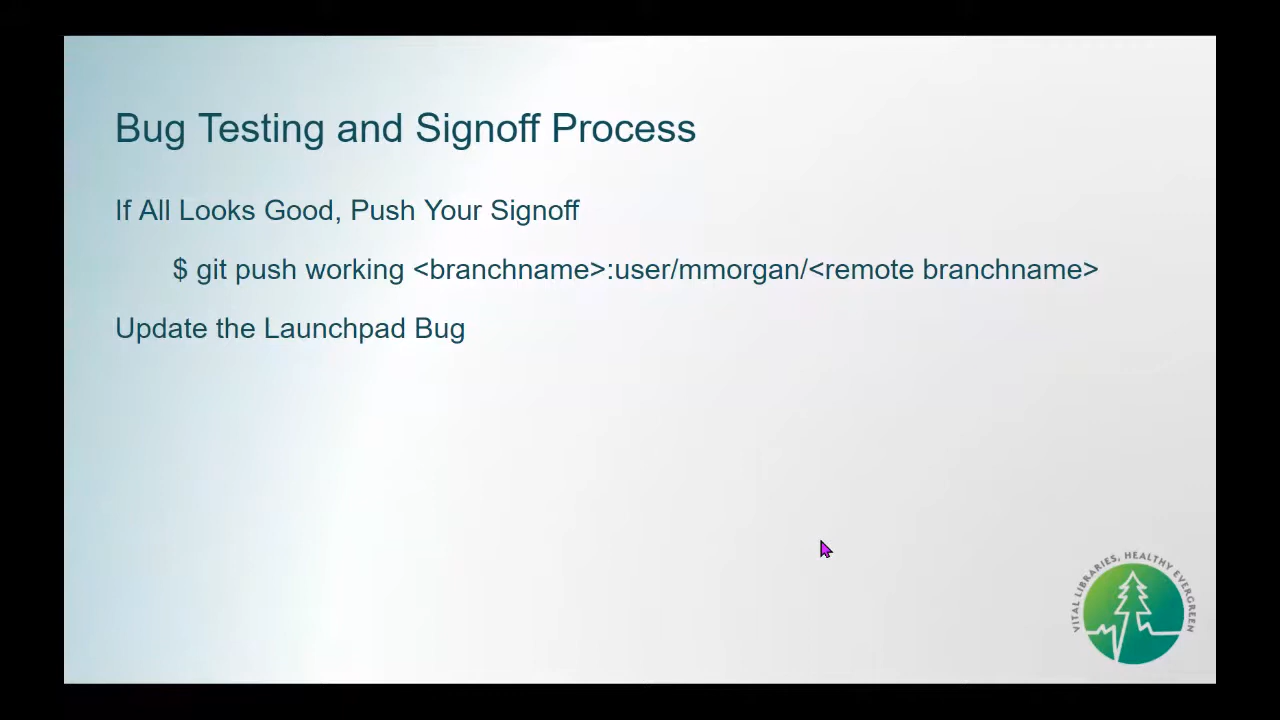 Bug Testing and Signoff Process
If All Looks Good, Push Your Signoff
$ git push working <branchname>:user/mmorgan/<remote branchname>
Update the Launchpad Bug
VITAL LIBRARIES, HEALTHY EVERGREEN